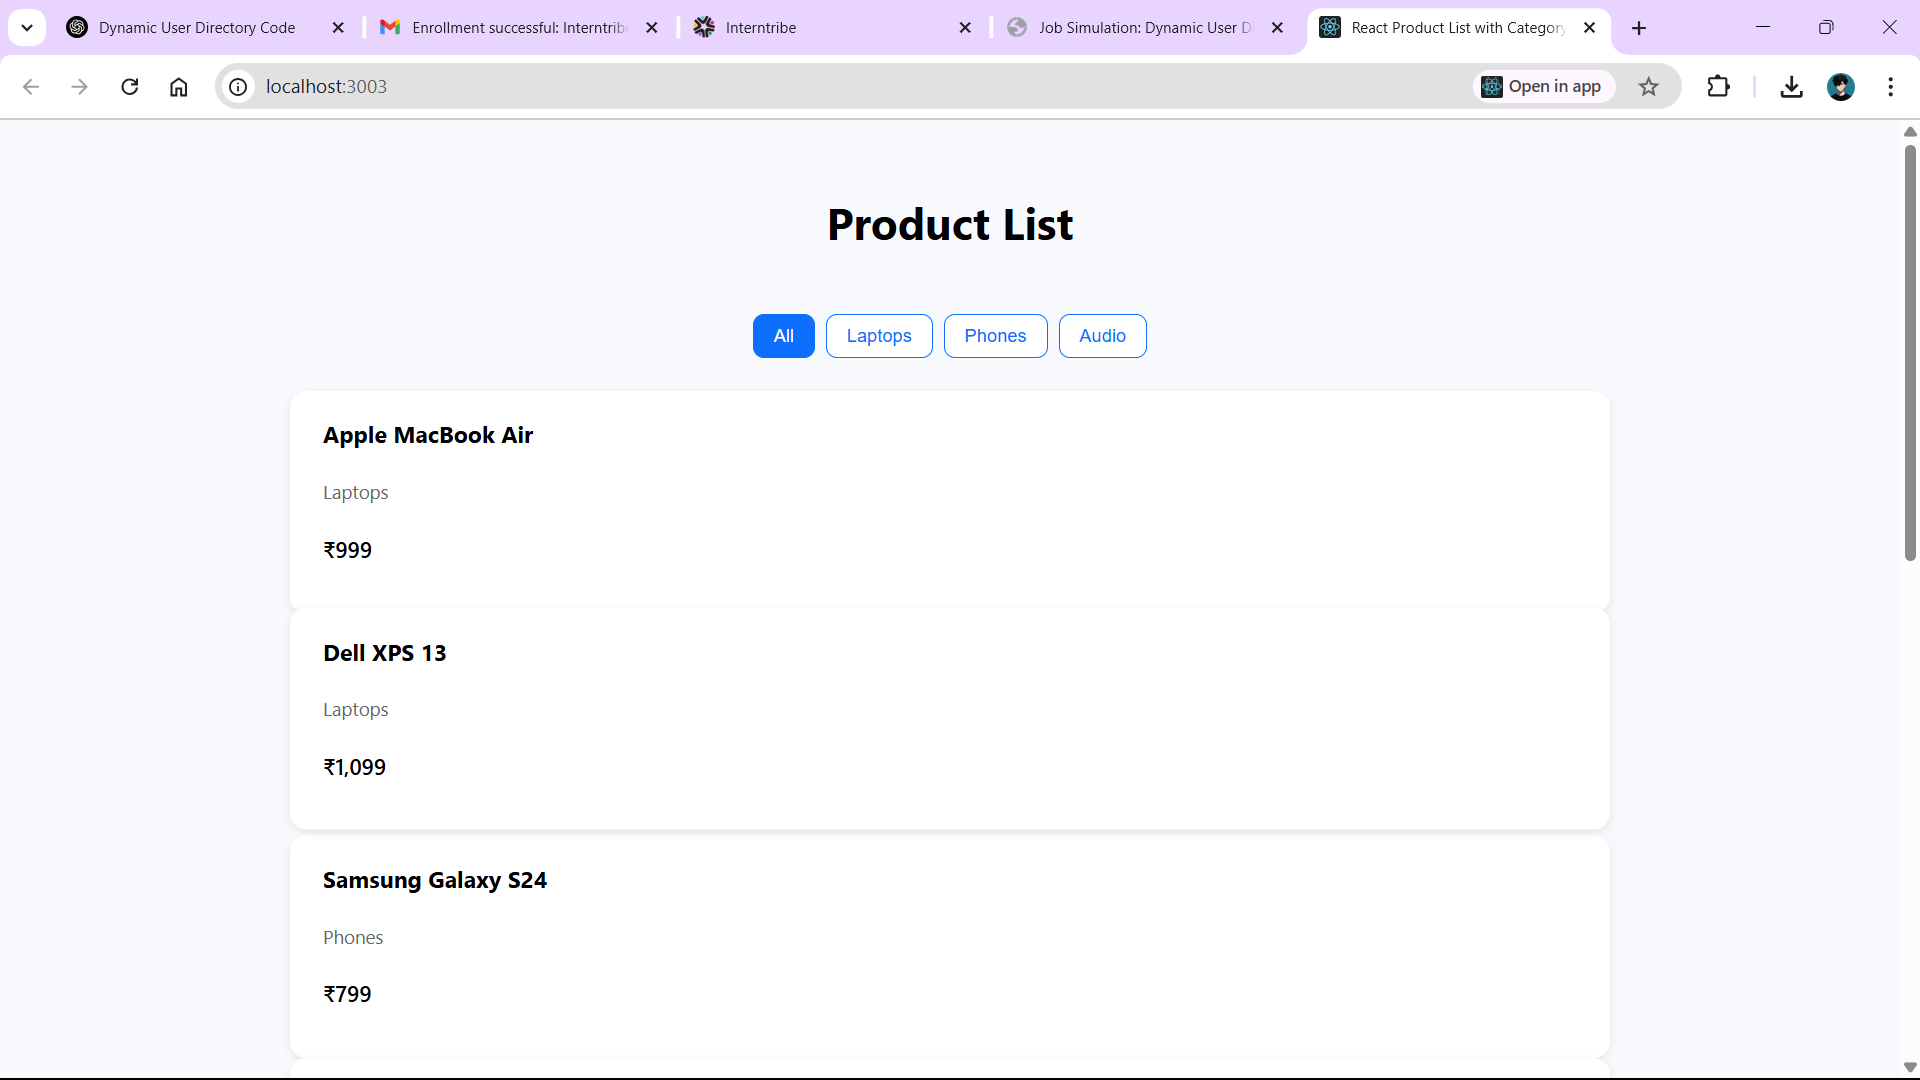 Dynamic User Directory Code
Enrollment successful: Interntribe
Interntribe
Job Simulation: Dynamic User D
React Product List with Category
localhost:3003
Open in app
Product List
All
Laptops
Phones
Audio
Apple MacBook Air
Laptops
₹999
Dell XPS 13
Laptops
₹1,099
Samsung Galaxy S24
Phones
₹799